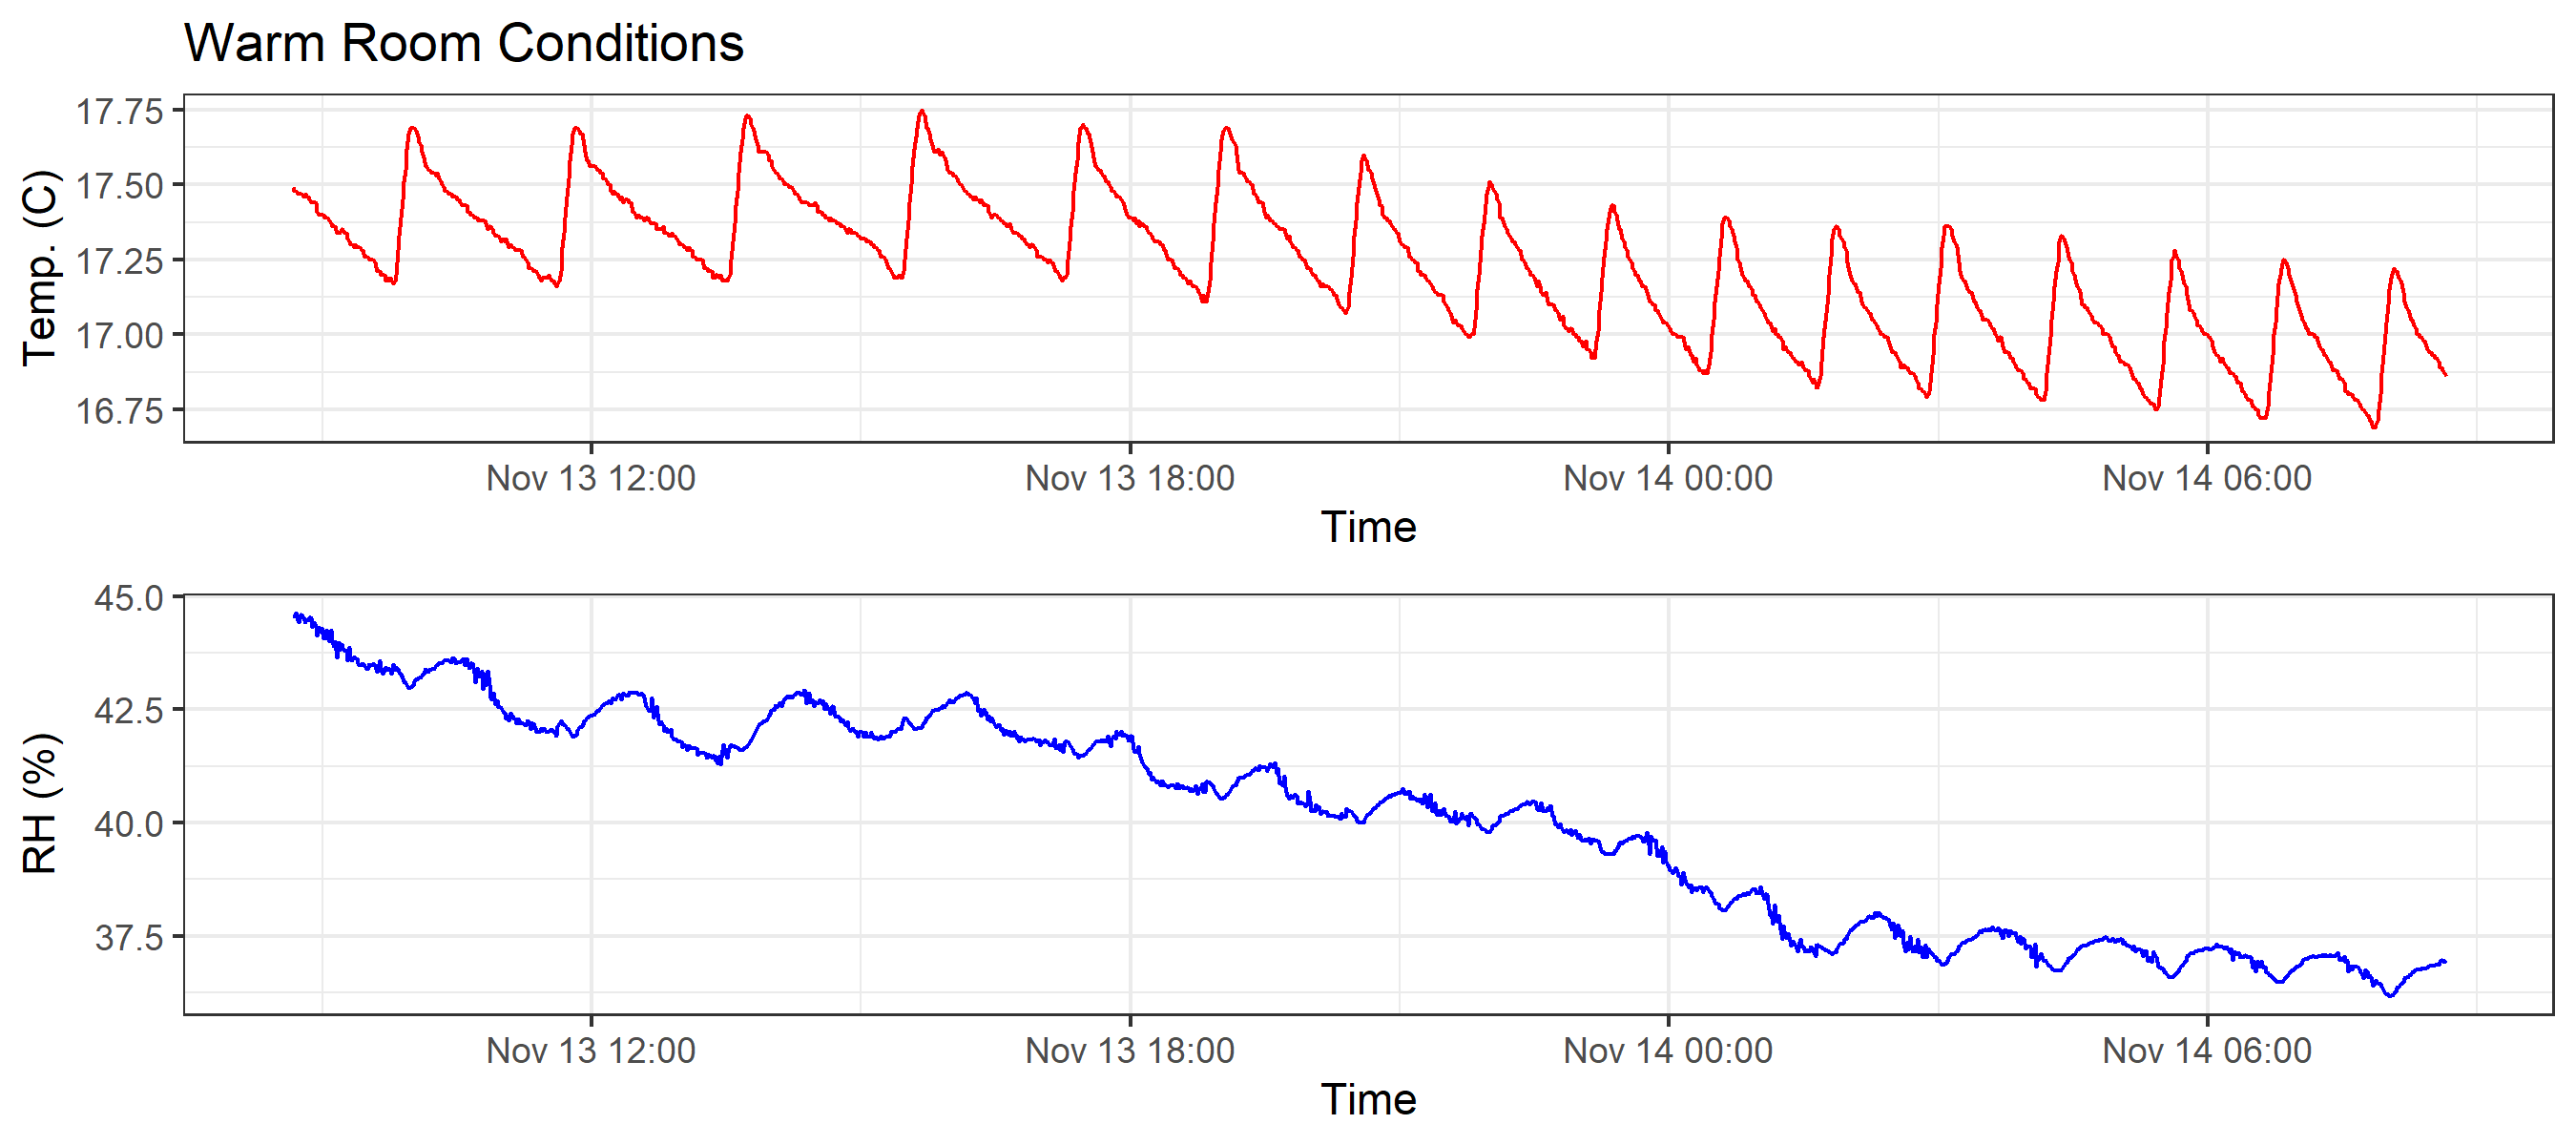 Warm Room Conditions
Temp. (C)
17.75
17.50
17.25
17.00
16.75
Nov 13 12:00 Nov 13 18:00 Nov 14 00:00 Nov 14 06:00
Time
RH (%)
45.0
42.5
40.0
37.5
Nov 13 12:00 Nov 13 18:00 Nov 14 00:00 Nov 14 06:00
Time